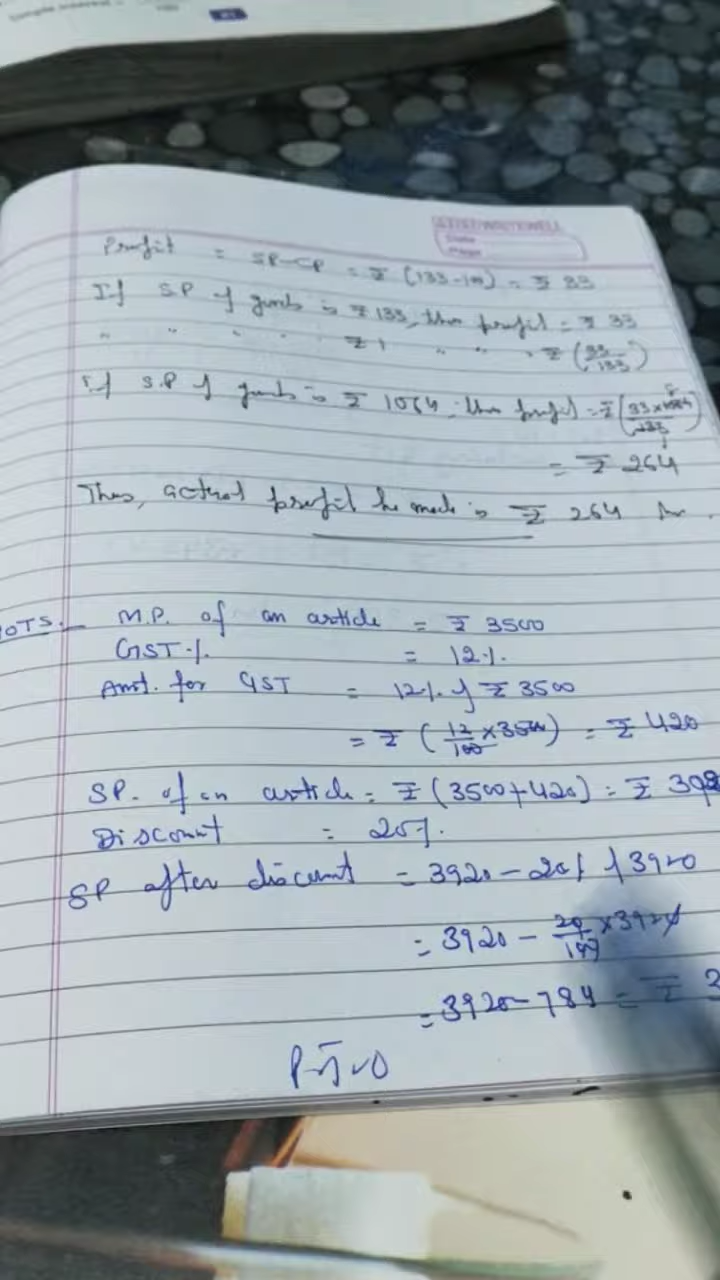 Profit = SP-CP = ₹ (133-100) = ₹ 33
If SP of goods is ₹ 133, then profit = ₹ 33
" " " " ₹ 1 " " " ₹ (33/133)
If S.P of goods is ₹ 1064, then profit = ₹ (33×1064/133)
= ₹ 264
Thus, actual profit he made is ₹ 264 Ans.
HOTS:- M.P. of an article = ₹ 3500
GST% = 12%.
Amt. for GST = 12% of ₹ 3500
= ₹ (12/100 × 3500) = ₹ 420
SP. of an article = ₹ (3500+420) = ₹ 392
Discount = 20%.
SP after discount = 3920 - 20% of 3920
= 3920 - 20/100 × 3920
= 3920 - 784 = ₹ 3
P.T.O